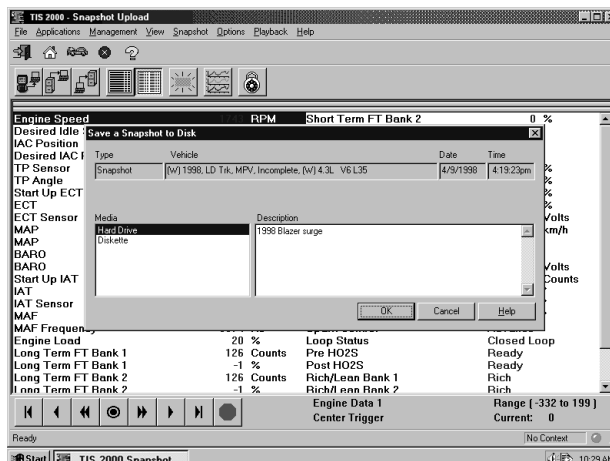 TIS 2000 - Snapshot Upload
File Applications Management View Snapshot Options Playback Help
Engine Speed RPM Short Term FT Bank 2 0 %
Desired Idle
Save a Snapshot to Disk
IAC Position
Desired IAC
Type Vehicle Date Time
TP Sensor
Snapshot (W) 1998, LD Trk, MPV, Incomplete, (W) 4.3L V6 L35 4/9/1998 4:19:23pm
%
TP Angle %
Start Up ECT %
ECT %
ECT Sensor Volts
Media Description
MAP km/h
Hard Drive 1998 Blazer surge
Diskette
MAP
BARO
BARO Volts
Start Up IAT Counts
IAT
IAT Sensor
OK Cancel Help
MAF
MAF Frequency
Engine Load 20 % Loop Status Closed Loop
Long Term FT Bank 1 126 Counts Pre HO2S Ready
Long Term FT Bank 1 -1 % Post HO2S Ready
Long Term FT Bank 2 126 Counts Rich/Lean Bank 1 Rich
Long Term FT Bank 2 -1 % Rich/Lean Bank 2 Rich
Engine Data 1 Range ( -332 to 199 )
Center Trigger Current: 0
Ready No Context
Start TIS 2000 Snapshot 10:29 AM